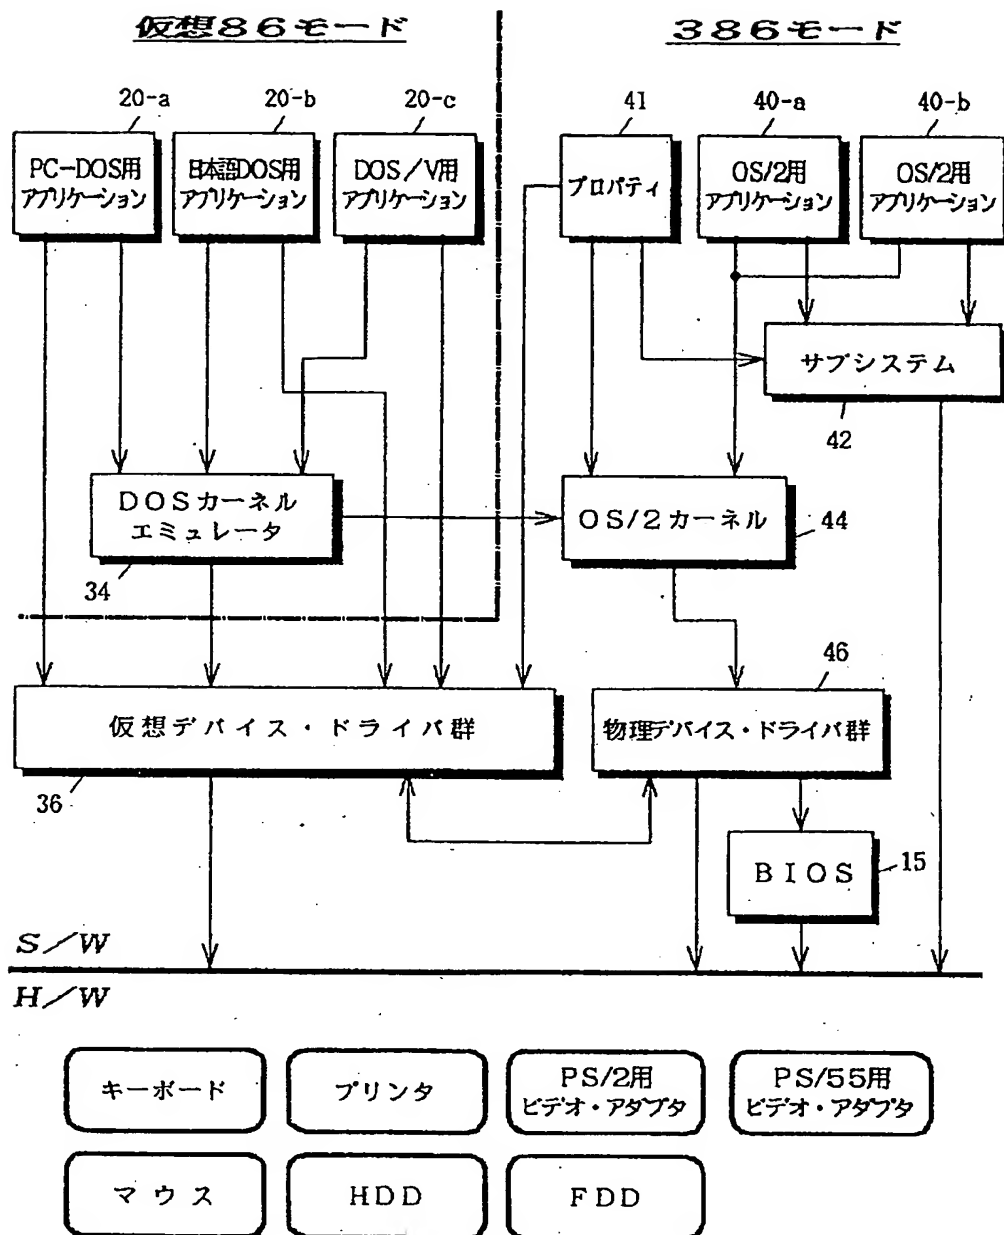 仮想86モード
386モード
20-a
20-b
20-c
41
40-a
40-b
PC-DOS用
アプリケーション
日本語DOS用
アプリケーション
DOS/V用
アプリケーション
プロパティ
OS/2用
アプリケーション
OS/2用
アプリケーション
サブシステム
42
DOSカーネル
エミュレータ
34
OS/2カーネル
44
46
仮想デバイス・ドライバ群
36
物理デバイス・ドライバ群
BIOS
15
S/W
H/W
キーボード
プリンタ
PS/2用
ビデオ・アダプタ
PS/55用
ビデオ・アダプタ
マウス
HDD
FDD